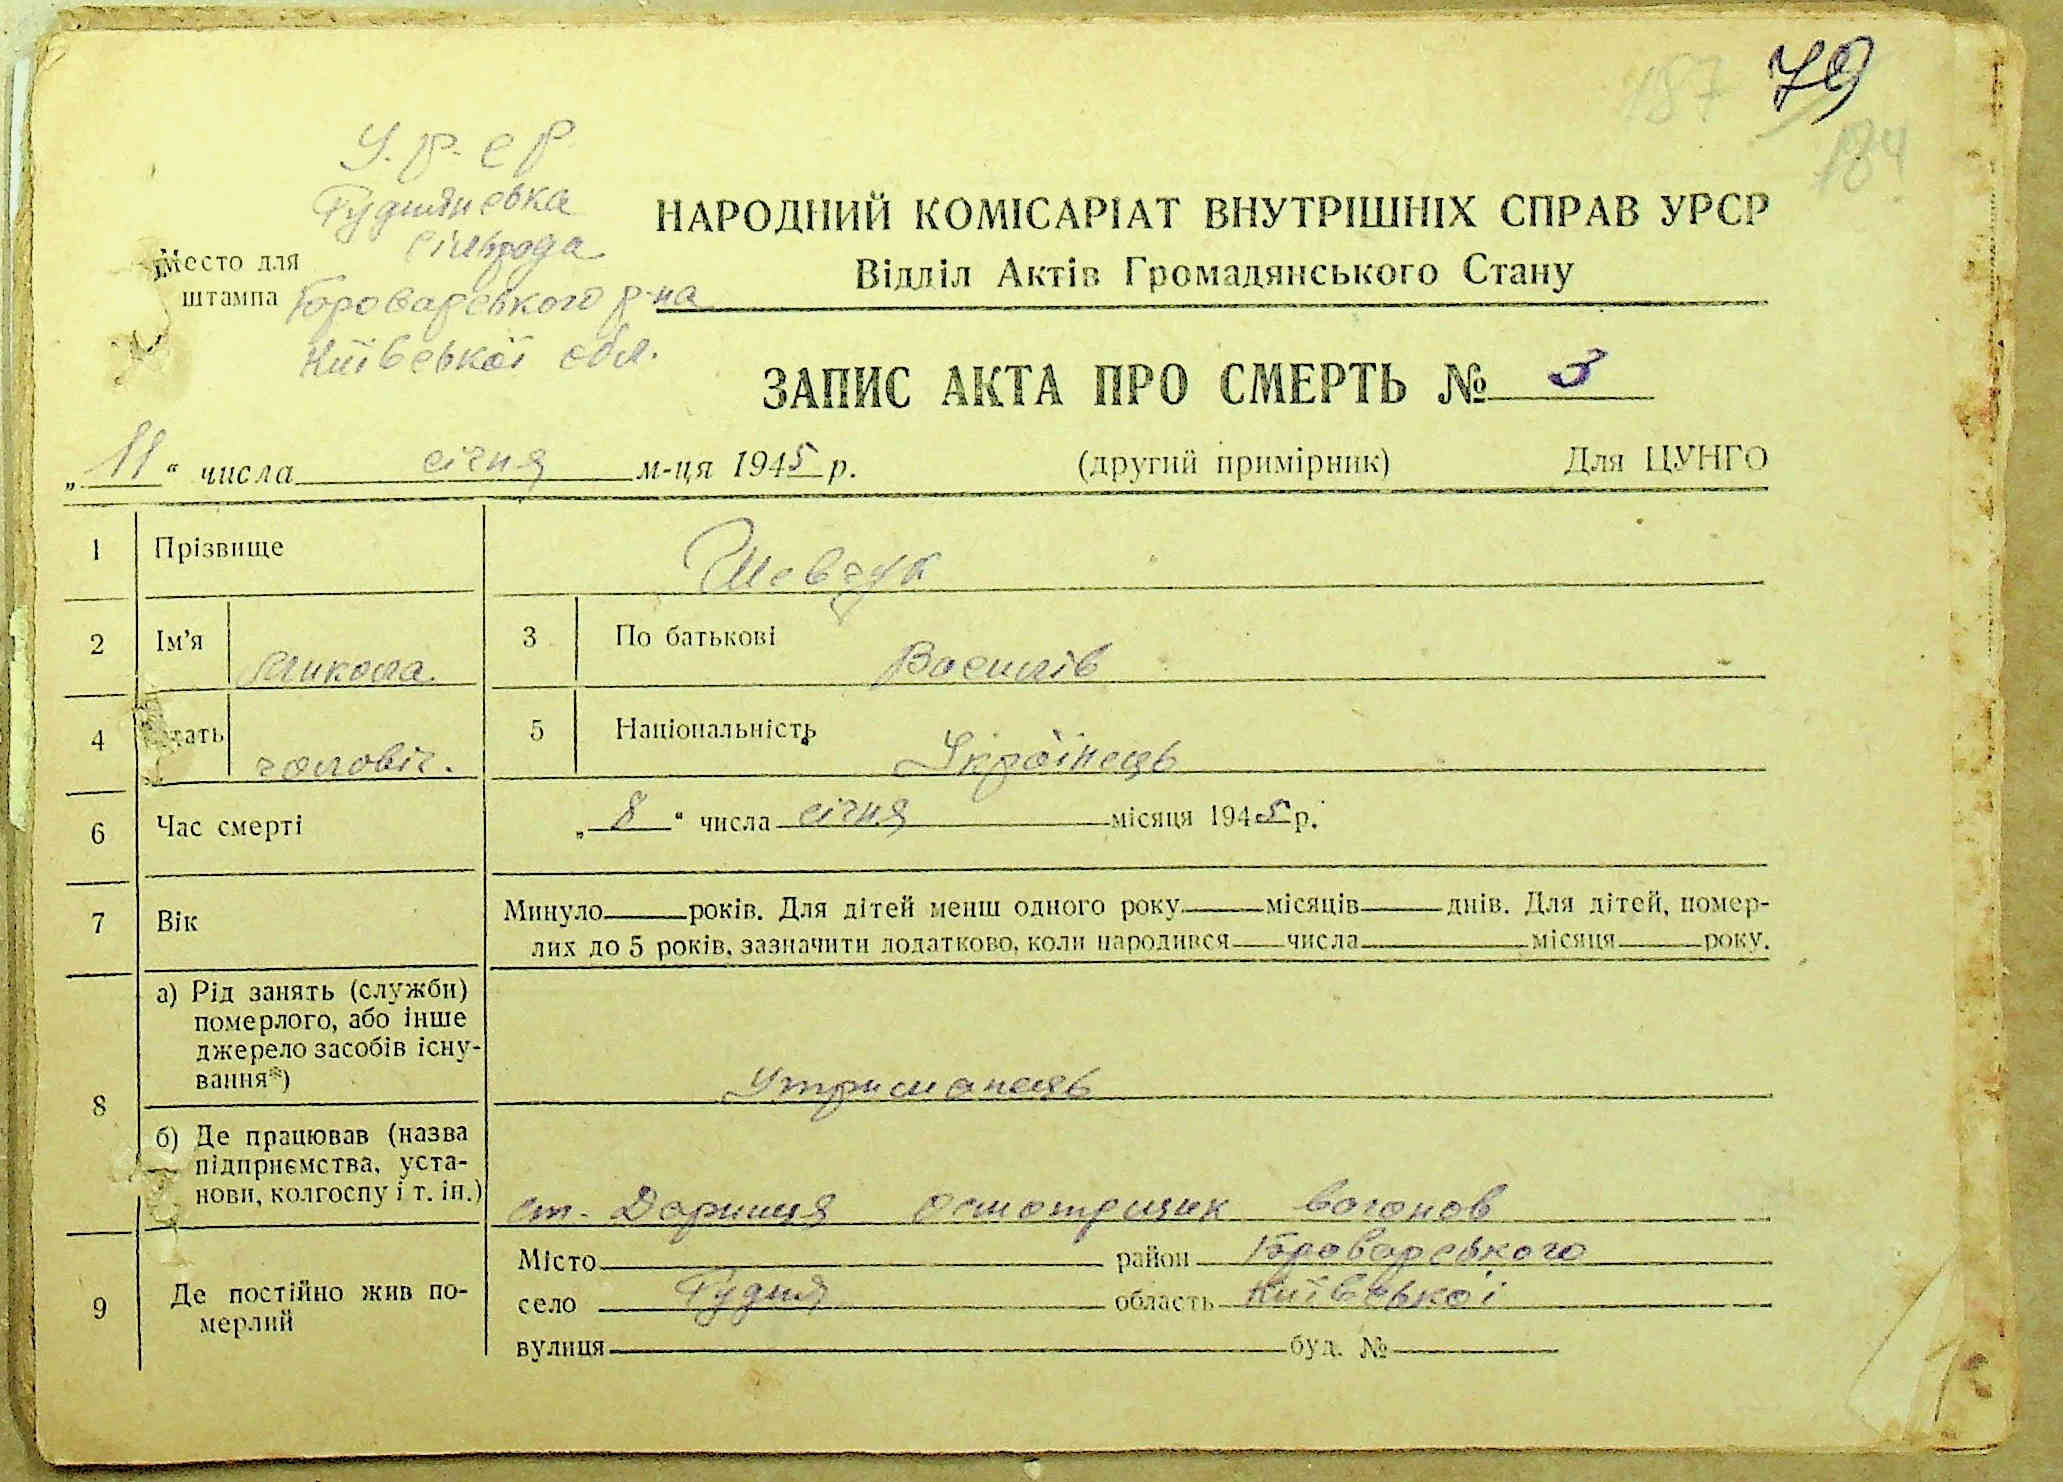 187 79
184
У.Р.СР
Руднянська
сільрада
Место для
штампа
Броварського р-на
Київської обл.
НАРОДНИЙ КОМІСАРІАТ ВНУТРІШНІХ СПРАВ УРСР
Відділ Актів Громадянського Стану
ЗАПИС АКТА ПРО СМЕРТЬ № 3
„11“ числа січня м-ця 1945 р. (другий примірник) Для ЦУНГО
1 Прізвище Шевчук
2 Ім’я Микола 3 По батькові Василів
4 Стать чоловіч. 5 Національність Українець
6 Час смерті „8“ числа січня місяця 1945 р.
7 Вік Минуло років. Для дітей менш одного року місяців днів. Для дітей, помер-
лих до 5 років, зазначити додатково, коли народився числа місяця року.
8 а) Рід занять (служби)
померлого, або інше
джерело засобів існу-
вання*) Утриманець
б) Де працював (назва
підприємства, уста-
нови, колгоспу і т. ін.) ст. Дарниця осмотрщик вагонов
9 Де постійно жив по-
мерлий
Місто район Броварського
село Рудня область Київської
вулиця буд. №